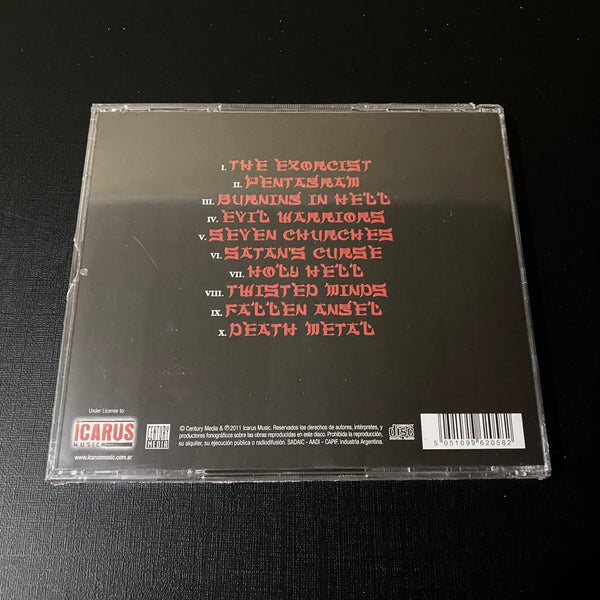 I. THE EXORCIST
II. PENTAGRAM
III. BURNING IN HELL
IV. EVIL WARRIORS
V. SEVEN CHURCHES
VI. SATAN'S CURSE
VII. HOLY HELL
VIII. TWISTED MINDS
IX. FALLEN ANGEL
X. DEATH METAL
Under License to:
iCARUS
MUSIC
www.icarusmusic.com.ar
CENTURY
MEDIA
© Century Media & ℗2011 Icarus Music. Reservados los derechos de autores, intérpretes, y
productores fonográficos sobre las obras reproducidas en este disco. Prohibida la reproducción,
su alquiler, su ejecución pública o radiodifusión. SADAIC - AADI - CAPIF. Industria Argentina.
disc
5 051099 620582